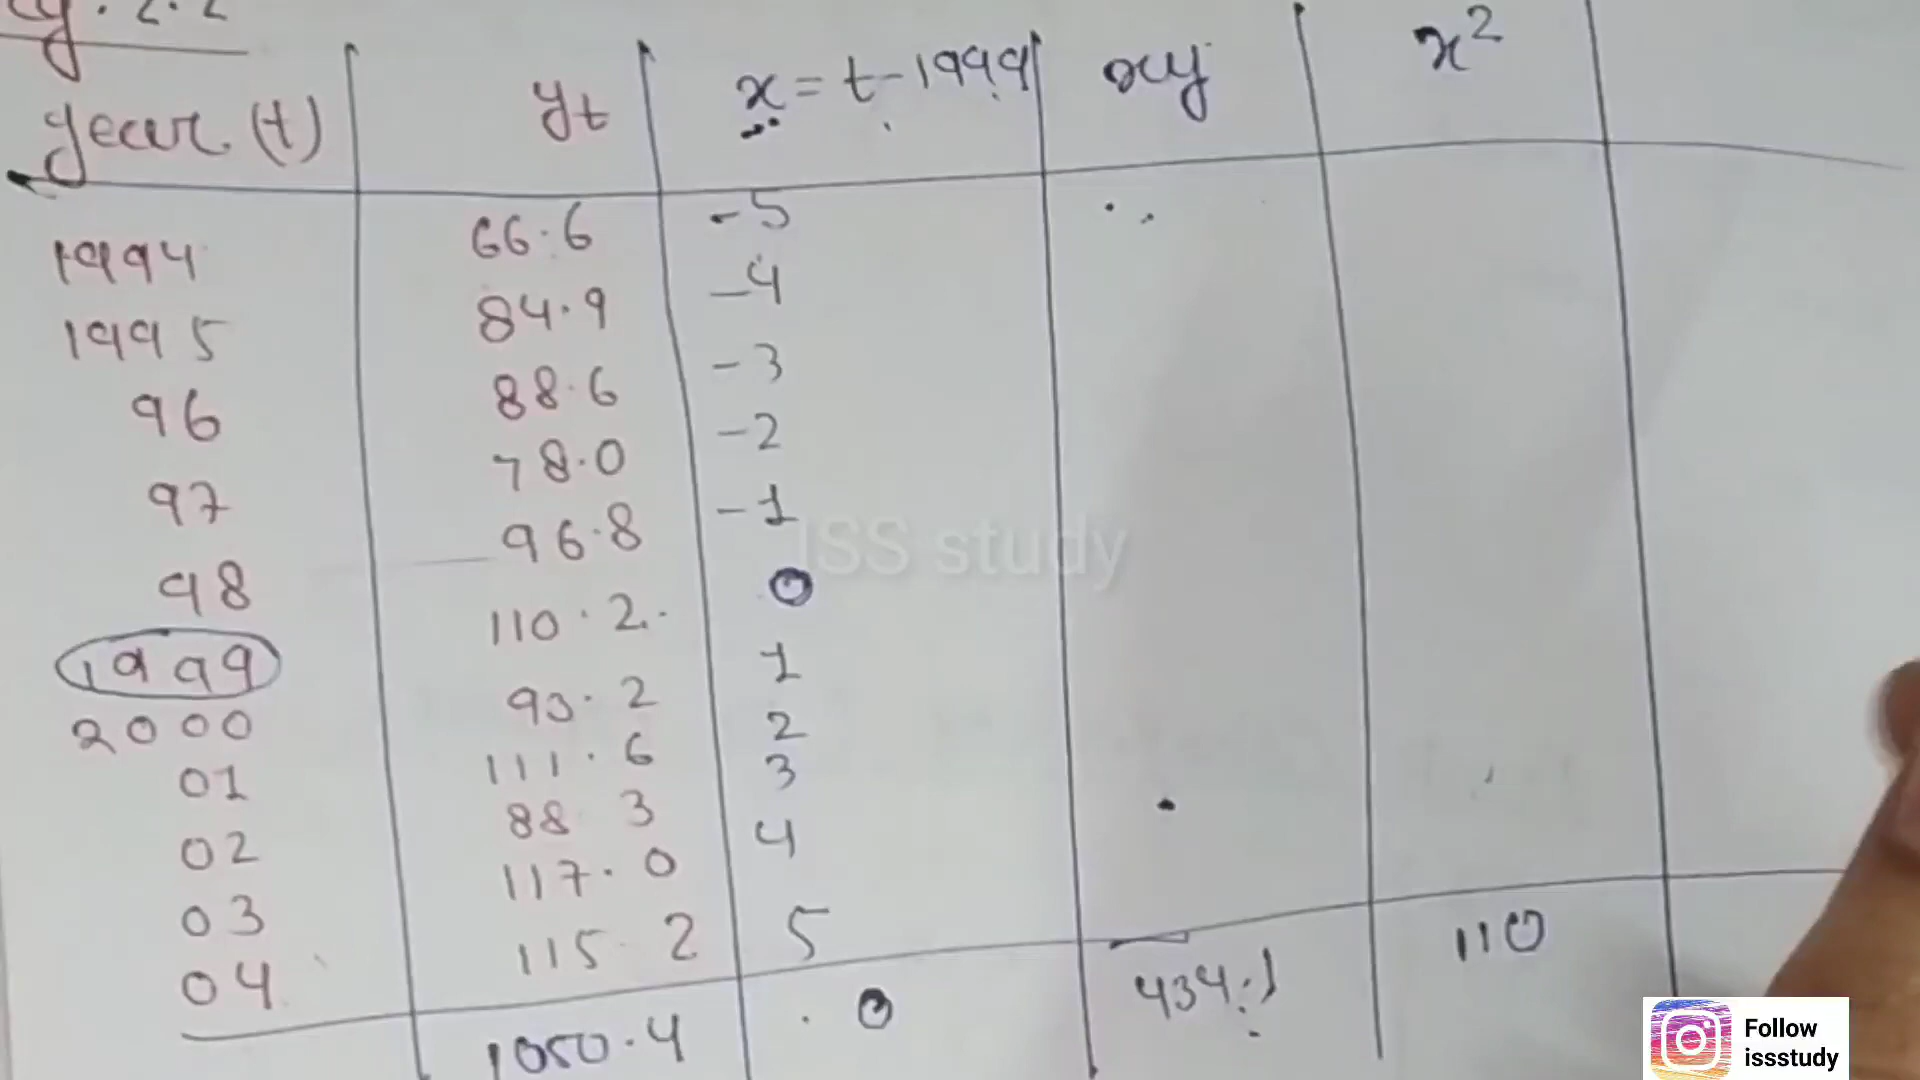 year (t) yt x = t - 1999 xy x²
1994 66.6 -5
1995 84.9 -4
96 88.6 -3
97 78.0 -2
98 96.8 -1
1999 110.2 0
2000 93.2 1
01 111.6 2
02 88 3 3
03 117.0 4
04 115.2 5
1050.4 0 434.1 110
ISS study
Follow
issstudy